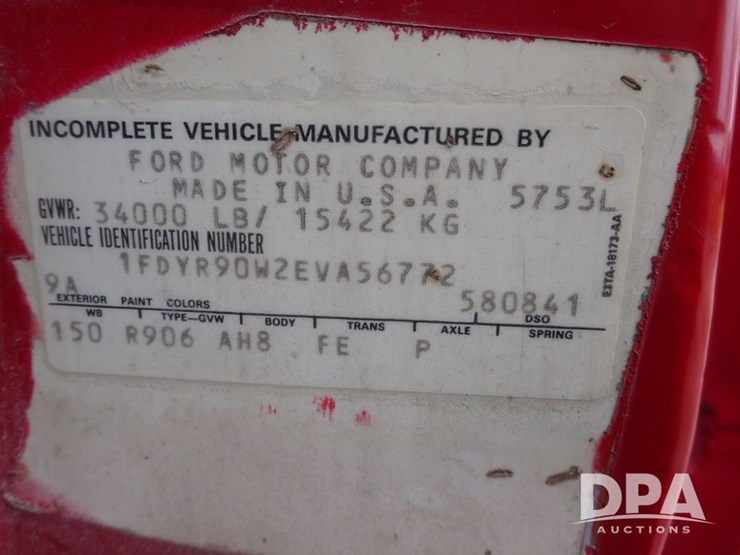 INCOMPLETE VEHICLE MANUFACTURED BY
FORD MOTOR COMPANY
MADE IN U.S.A. 5753L
GVWR: 34000 LB/ 15422 KG
VEHICLE IDENTIFICATION NUMBER
1FDYR90W2EVA56772
9A 580841
EXTERIOR PAINT COLORS DSO
WB TYPE—GVW BODY TRANS AXLE SPRING
150 R906 AH8 FE P
E3TA-18173-AA
DPA
AUCTIONS